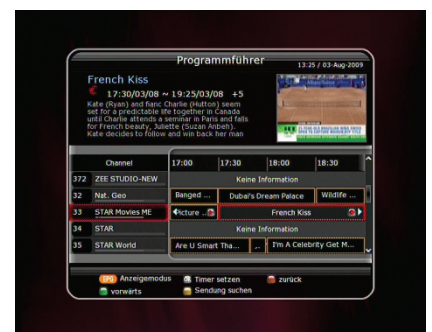 Programmführer
13:25 / 03-Aug-2009
French Kiss
€ 17:30/03/08 ~ 19:25/03/08 +5
Kate (Ryan) and fianc Charlie (Hutton) seem
set for a predictable life together in Canada
until Charlie attends a seminar in Paris and falls
for French beauty, Juliette (Suzan Anbeh).
Kate decides to follow and win back her man
Channel 17:00 17:30 18:00 18:30
372 ZEE STUDIO-NEW Keine Information
32 Nat. Geo Banged ... Dubai's Dream Palace Wildlife ...
33 STAR Movies ME Picture .. French Kiss
34 STAR Keine Information
35 STAR World Are U Smart Tha... .. I'm A Celebrity Get M...
EPG Anzeigemodus Timer setzen zurück
vorwärts Sendung suchen